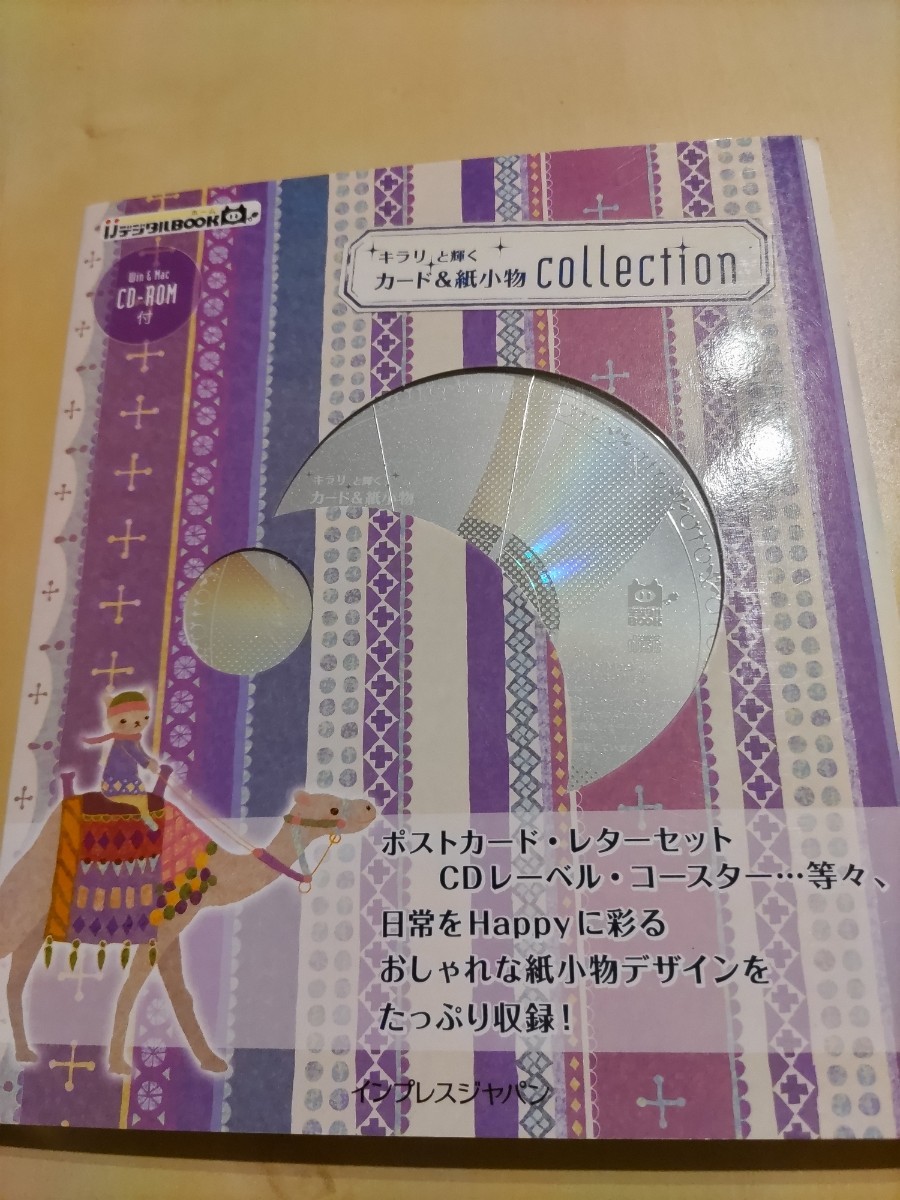 iiデジタルBOOK
Win & Mac
CD-ROM
付
キラリと輝く
カード&紙小物 collection
キラリと輝く
カード&紙小物
ポストカード・レターセット
CDレーベル・コースター…等々、
日常をHappyに彩る
おしゃれな紙小物デザインを
たっぷり収録！
インプレスジャパン